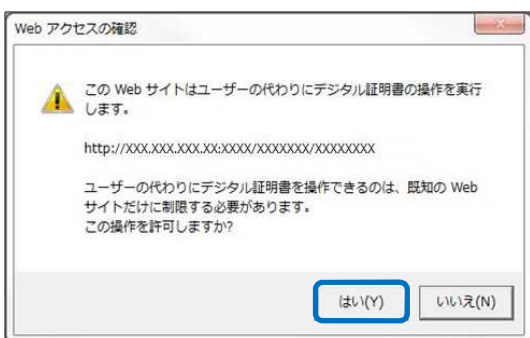 Web アクセスの確認
この Web サイトはユーザーの代わりにデジタル証明書の操作を実行
します。
http://XXX.XXX.XXX.XX:XXXX/XXXXXXX/XXXXXXXX
ユーザーの代わりにデジタル証明書を操作できるのは、既知の Web
サイトだけに制限する必要があります。
この操作を許可しますか?
はい(Y)
いいえ(N)